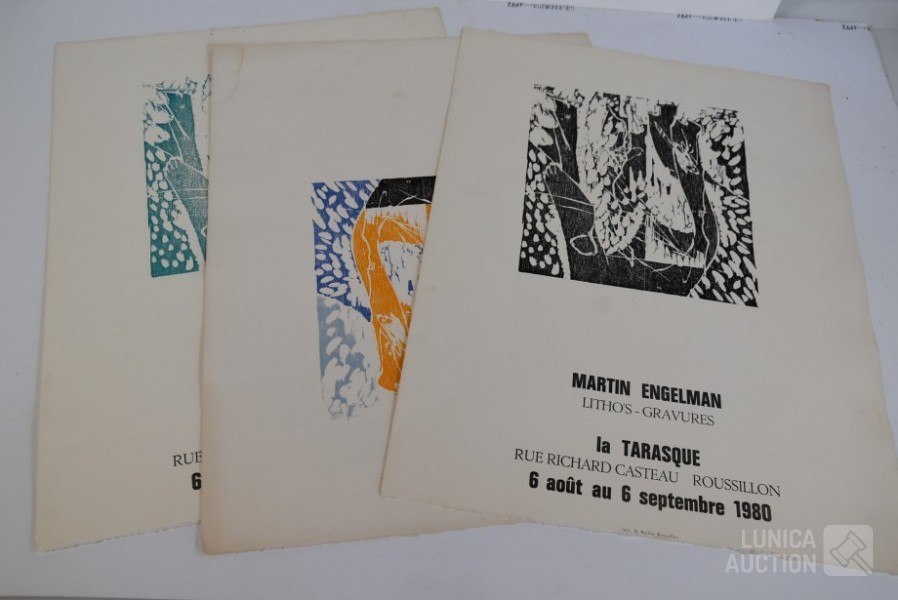 MARTIN ENGELMAN
LITHO'S - GRAVURES
la TARASQUE
RUE RICHARD CASTEAU ROUSSILLON
6 août au 6 septembre 1980
RUE
6
LUNICA
AUCTION